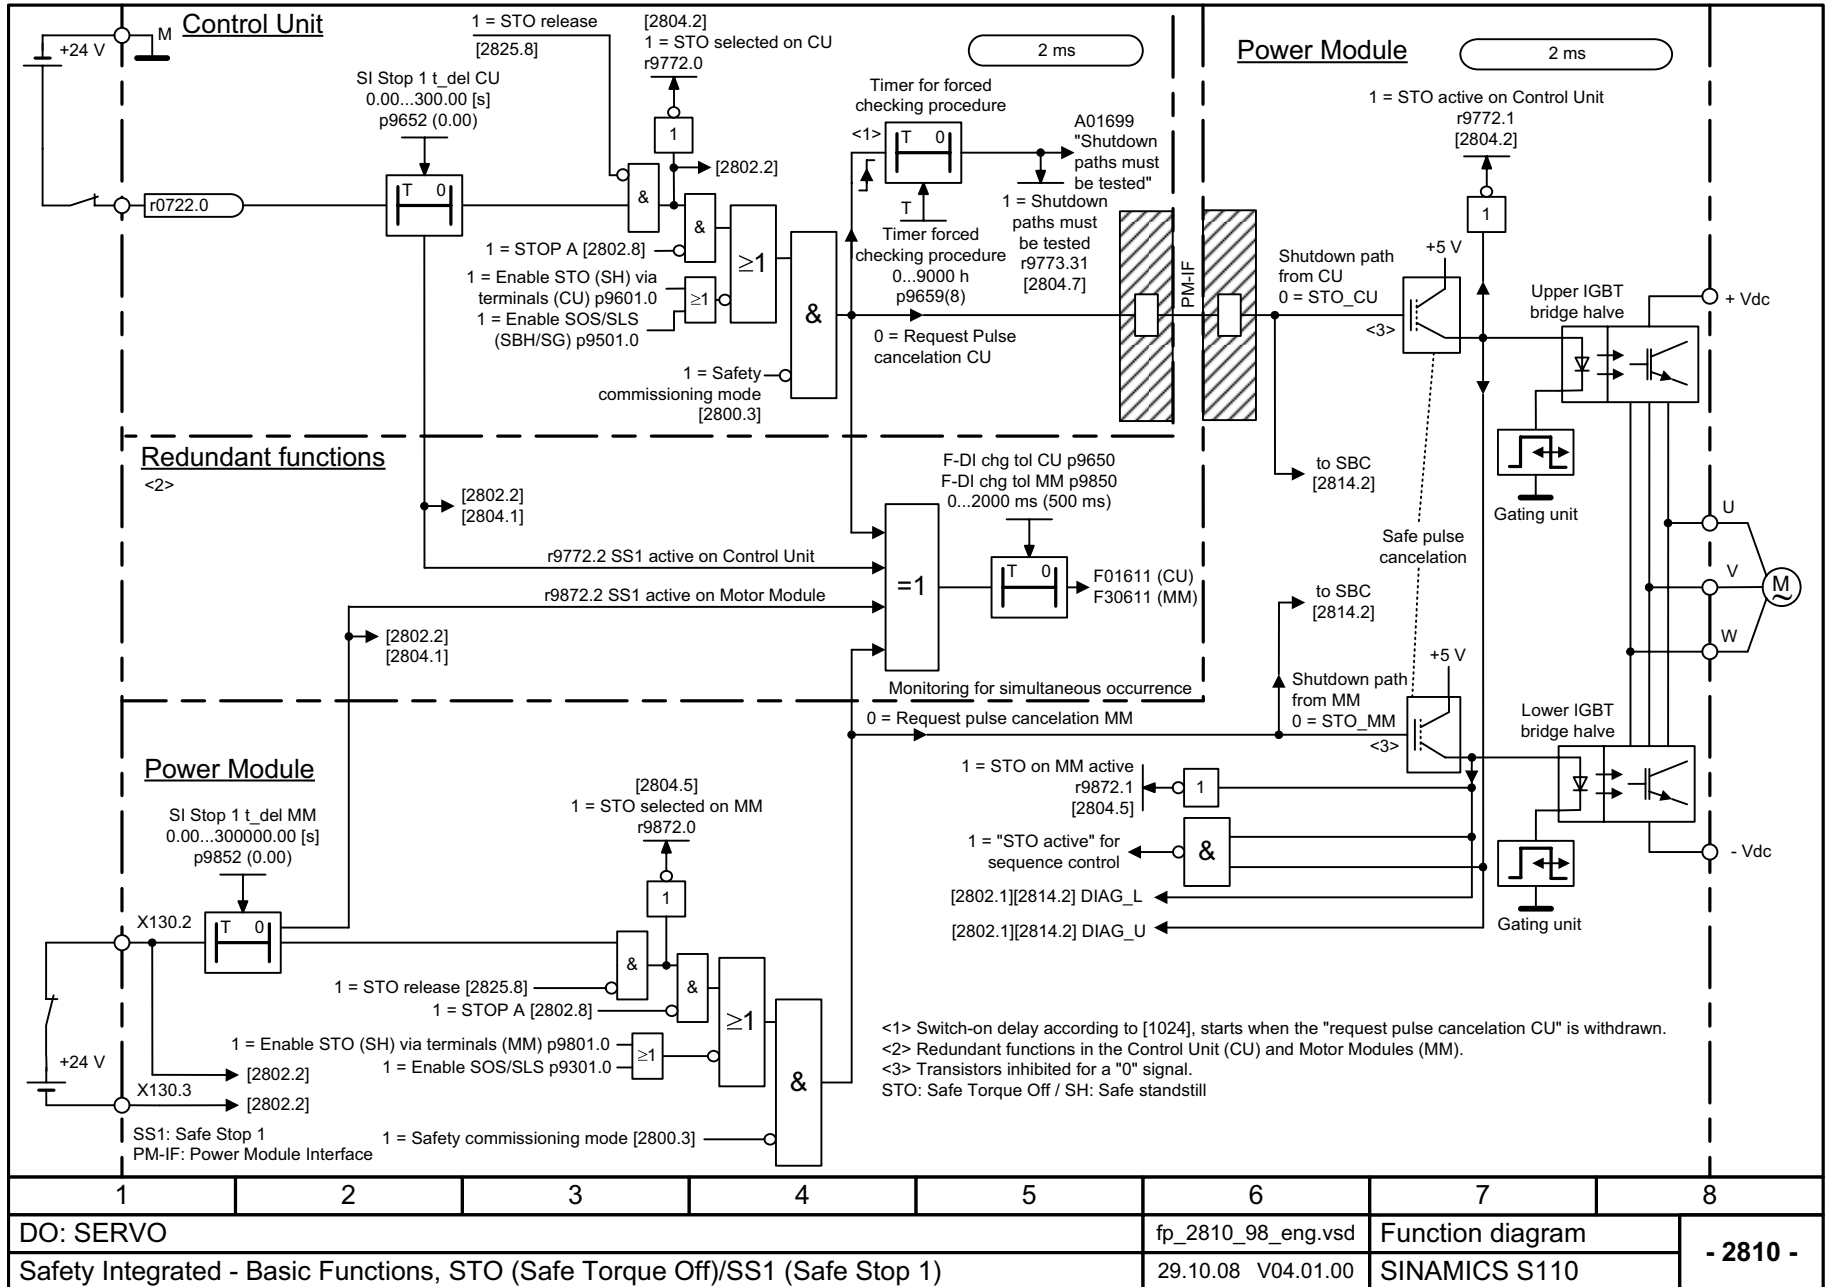 Control Unit
+24 V
M
1 = STO release
[2825.8]
[2804.2]
1 = STO selected on CU
r9772.0
1
2 ms
SI Stop 1 t_del CU
0.00...300.00 [s]
p9652 (0.00)
T 0
r0722.0
&
[2802.2]
&
1 = STOP A [2802.8]
1 = Enable STO (SH) via
terminals (CU) p9601.0
1 = Enable SOS/SLS
(SBH/SG) p9501.0
≥1
≥1
&
1 = Safety
commissioning mode
[2800.3]
Timer for forced
checking procedure
<1>
T 0
T
Timer forced
checking procedure
0...9000 h
p9659(8)
A01699
"Shutdown
paths must
be tested"
1 = Shutdown
paths must
be tested
r9773.31
[2804.7]
0 = Request Pulse
cancelation CU
PM-IF
Power Module
2 ms
1 = STO active on Control Unit
r9772.1
[2804.2]
1
Shutdown path
from CU
0 = STO_CU
+5 V
<3>
Upper IGBT
bridge halve
+ Vdc
to SBC
[2814.2]
Gating unit
Safe pulse
cancelation
U
V
W
M
~
Redundant functions
<2>
[2802.2]
[2804.1]
r9772.2 SS1 active on Control Unit
r9872.2 SS1 active on Motor Module
[2802.2]
[2804.1]
=1
F-DI chg tol CU p9650
F-DI chg tol MM p9850
0...2000 ms (500 ms)
T 0
F01611 (CU)
F30611 (MM)
Monitoring for simultaneous occurrence
to SBC
[2814.2]
Shutdown path
from MM
0 = STO_MM
+5 V
<3>
Lower IGBT
bridge halve
- Vdc
Gating unit
0 = Request pulse cancelation MM
1 = STO on MM active
r9872.1
[2804.5]
1
1 = "STO active" for
sequence control
&
[2802.1][2814.2] DIAG_L
[2802.1][2814.2] DIAG_U
Power Module
SI Stop 1 t_del MM
0.00...300000.00 [s]
p9852 (0.00)
T 0
X130.2
[2804.5]
1 = STO selected on MM
r9872.0
1
&
1 = STO release [2825.8]
&
1 = STOP A [2802.8]
≥1
1 = Enable STO (SH) via terminals (MM) p9801.0
1 = Enable SOS/SLS p9301.0
≥1
&
1 = Safety commissioning mode [2800.3]
+24 V
[2802.2]
X130.3
[2802.2]
SS1: Safe Stop 1
PM-IF: Power Module Interface
<1> Switch-on delay according to [1024], starts when the "request pulse cancelation CU" is withdrawn.
<2> Redundant functions in the Control Unit (CU) and Motor Modules (MM).
<3> Transistors inhibited for a "0" signal.
STO: Safe Torque Off / SH: Safe standstill
1 2 3 4 5 6 7 8
DO: SERVO
fp_2810_98_eng.vsd
Function diagram
- 2810 -
Safety Integrated - Basic Functions, STO (Safe Torque Off)/SS1 (Safe Stop 1)
29.10.08 V04.01.00
SINAMICS S110